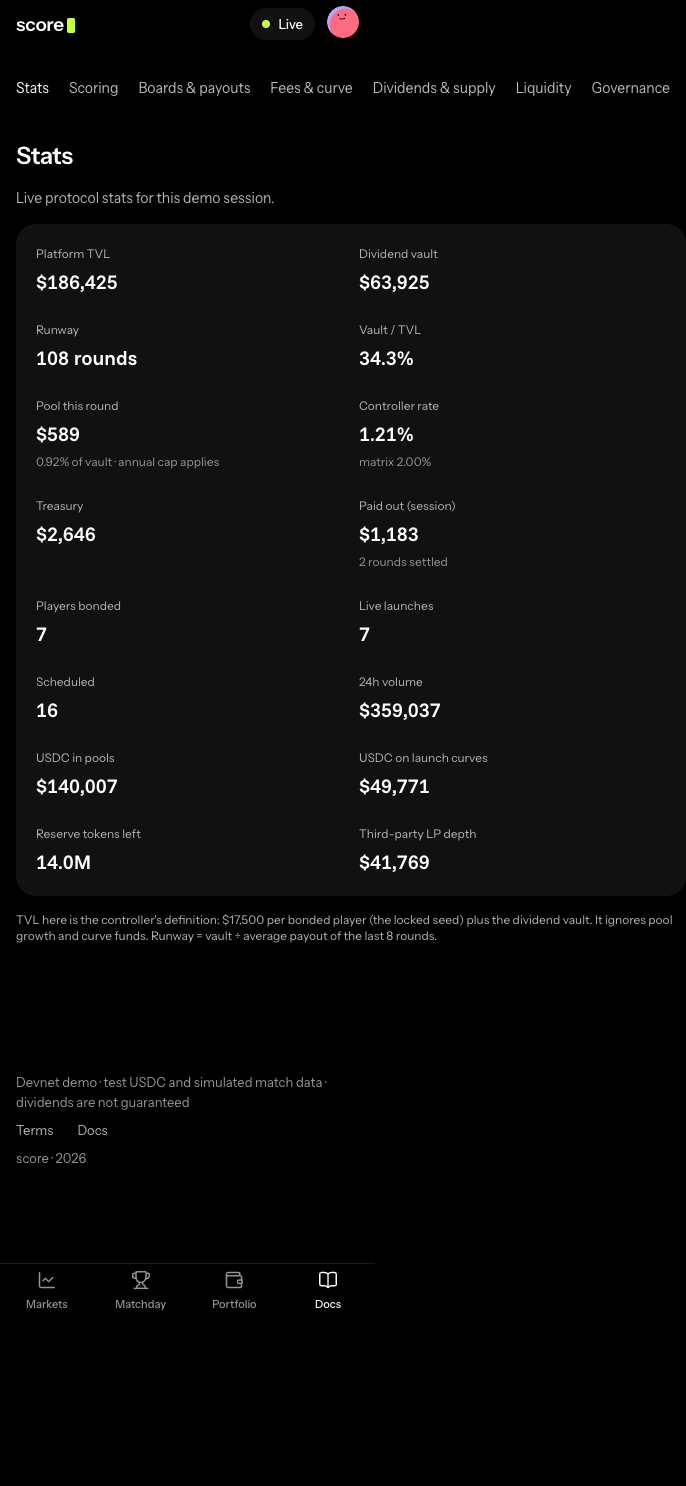 score
Live
Stats Scoring Boards & payouts Fees & curve Dividends & supply Liquidity Governance
Stats
Live protocol stats for this demo session.
Platform TVL
$186,425
Dividend vault
$63,925
Runway
108 rounds
Vault / TVL
34.3%
Pool this round
$589
0.92% of vault · annual cap applies
Controller rate
1.21%
matrix 2.00%
Treasury
$2,646
Paid out (session)
$1,183
2 rounds settled
Players bonded
7
Live launches
7
Scheduled
16
24h volume
$359,037
USDC in pools
$140,007
USDC on launch curves
$49,771
Reserve tokens left
14.0M
Third-party LP depth
$41,769
TVL here is the controller's definition: $17,500 per bonded player (the locked seed) plus the dividend vault. It ignores pool
growth and curve funds. Runway = vault ÷ average payout of the last 8 rounds.
Devnet demo · test USDC and simulated match data ·
dividends are not guaranteed
Terms Docs
score · 2026
Markets Matchday Portfolio Docs